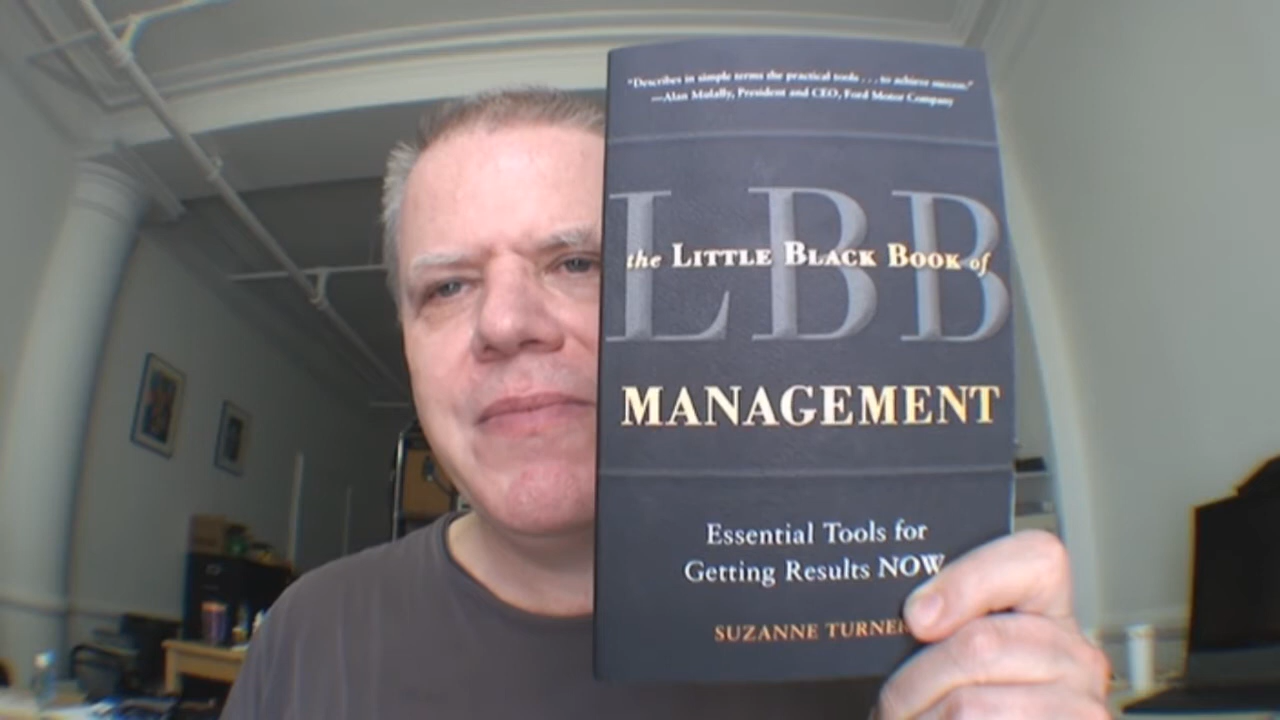 "Describes in simple terms the practical tools . . . to achieve success."
—Alan Mulally, President and CEO, Ford Motor Company
LBB
the LITTLE BLACK BOOK of
MANAGEMENT
Essential Tools for
Getting Results NOW
SUZANNE TURNER